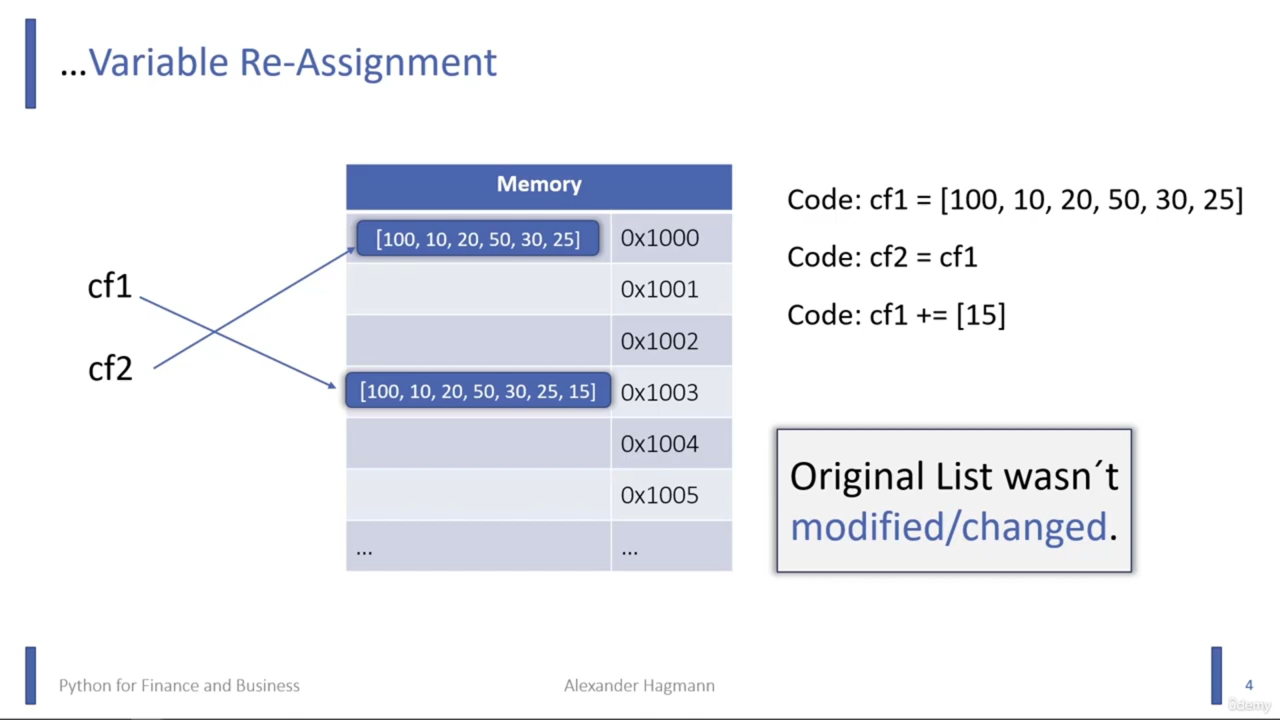 ...Variable Re-Assignment
Memory
[100, 10, 20, 50, 30, 25] 0x1000
0x1001
0x1002
[100, 10, 20, 50, 30, 25, 15] 0x1003
0x1004
0x1005
... ...
cf1
cf2
Code: cf1 = [100, 10, 20, 50, 30, 25]
Code: cf2 = cf1
Code: cf1 += [15]
Original List wasn´t
modified/changed.
Python for Finance and Business
Alexander Hagmann
4
ûdemy